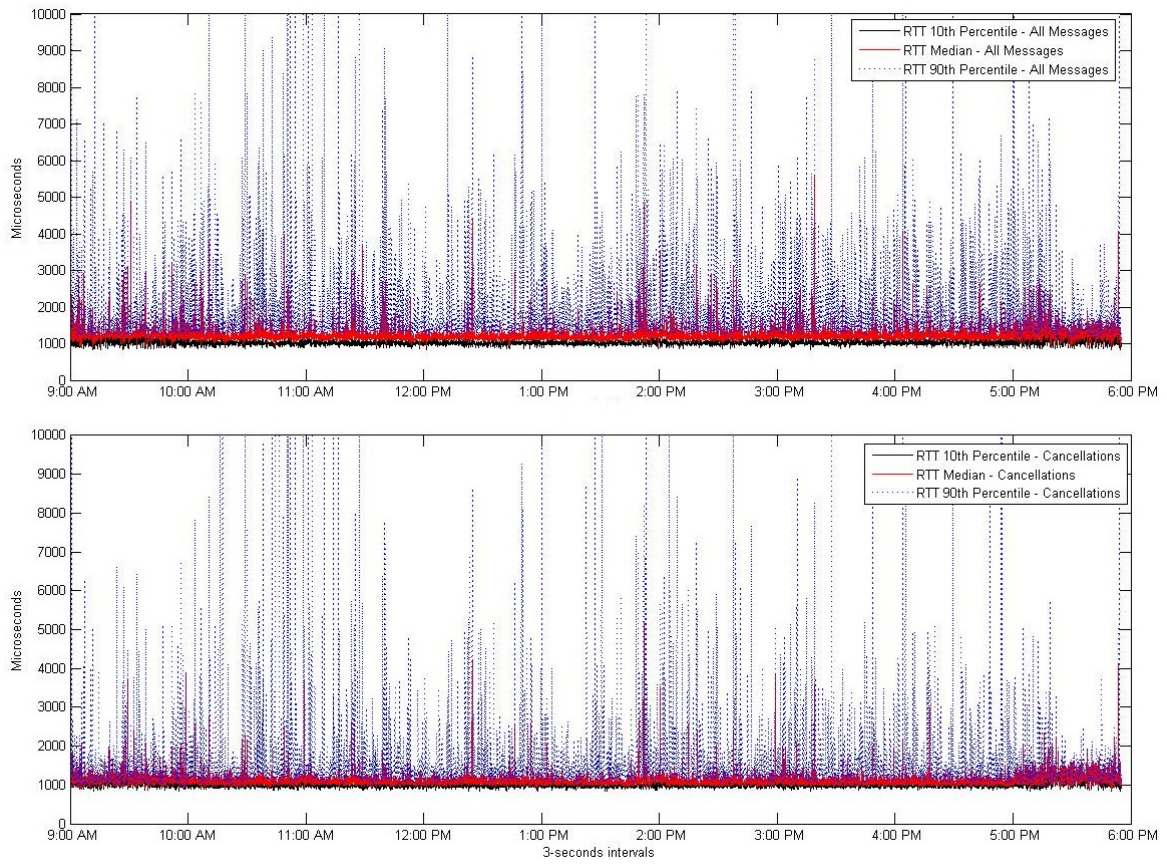 10000
9000
8000
7000
6000
5000
4000
3000
2000
1000
0
Microseconds
RTT 10th Percentile - All Messages
RTT Median - All Messages
RTT 90th Percentile - All Messages
9:00 AM 10:00 AM 11:00 AM 12:00 PM 1:00 PM 2:00 PM 3:00 PM 4:00 PM 5:00 PM 6:00 PM
10000
9000
8000
7000
6000
5000
4000
3000
2000
1000
0
Microseconds
RTT 10th Percentile - Cancellations
RTT Median - Cancellations
RTT 90th Percentile - Cancellations
9:00 AM 10:00 AM 11:00 AM 12:00 PM 1:00 PM 2:00 PM 3:00 PM 4:00 PM 5:00 PM 6:00 PM
3-seconds intervals